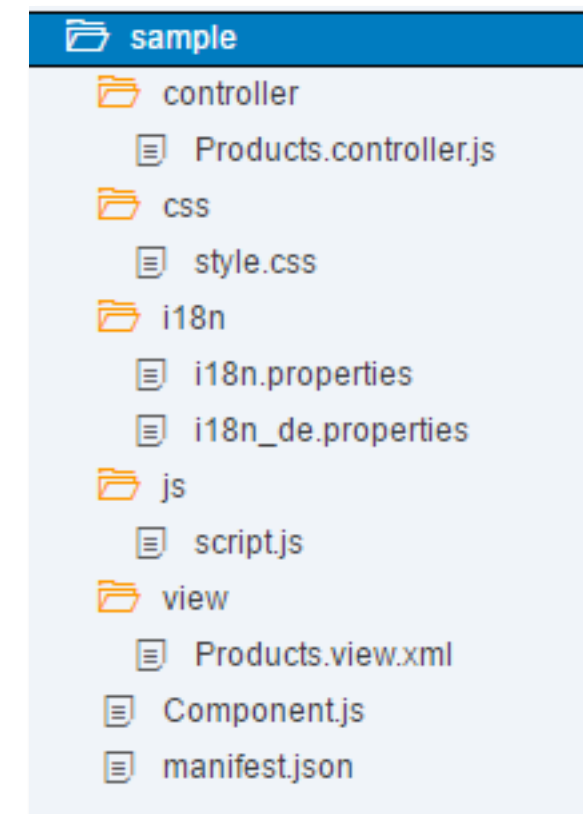 sample
controller
Products.controller.js
css
style.css
i18n
i18n.properties
i18n_de.properties
js
script.js
view
Products.view.xml
Component.js
manifest.json